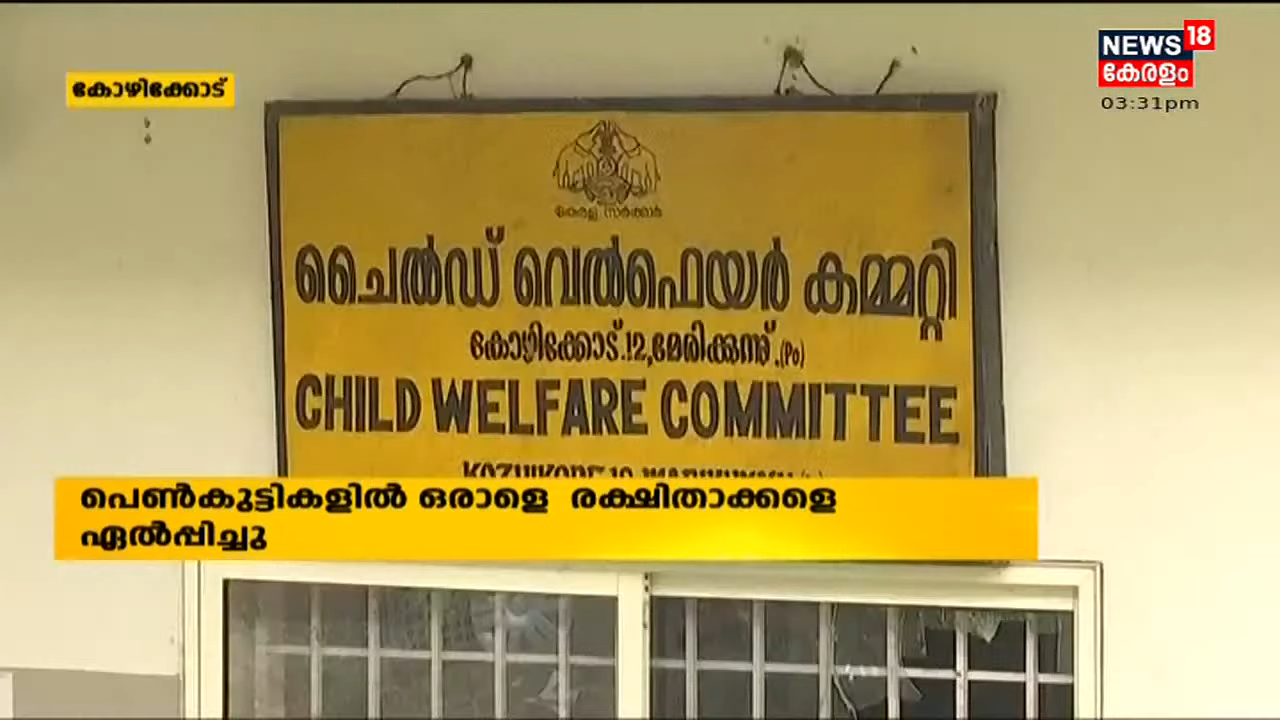 കോഴിക്കോട്
NEWS 18
കേരളം
03:31pm
കേരള സർക്കാർ
ചൈൽഡ് വെൽഫെയർ കമ്മറ്റി
കോഴിക്കോട്.12,മേരിക്കുന്ന്.(Po)
CHILD WELFARE COMMITTEE
പെൺകുട്ടികളിൽ ഒരാളെ രക്ഷിതാക്കളെ
ഏൽപ്പിച്ചു